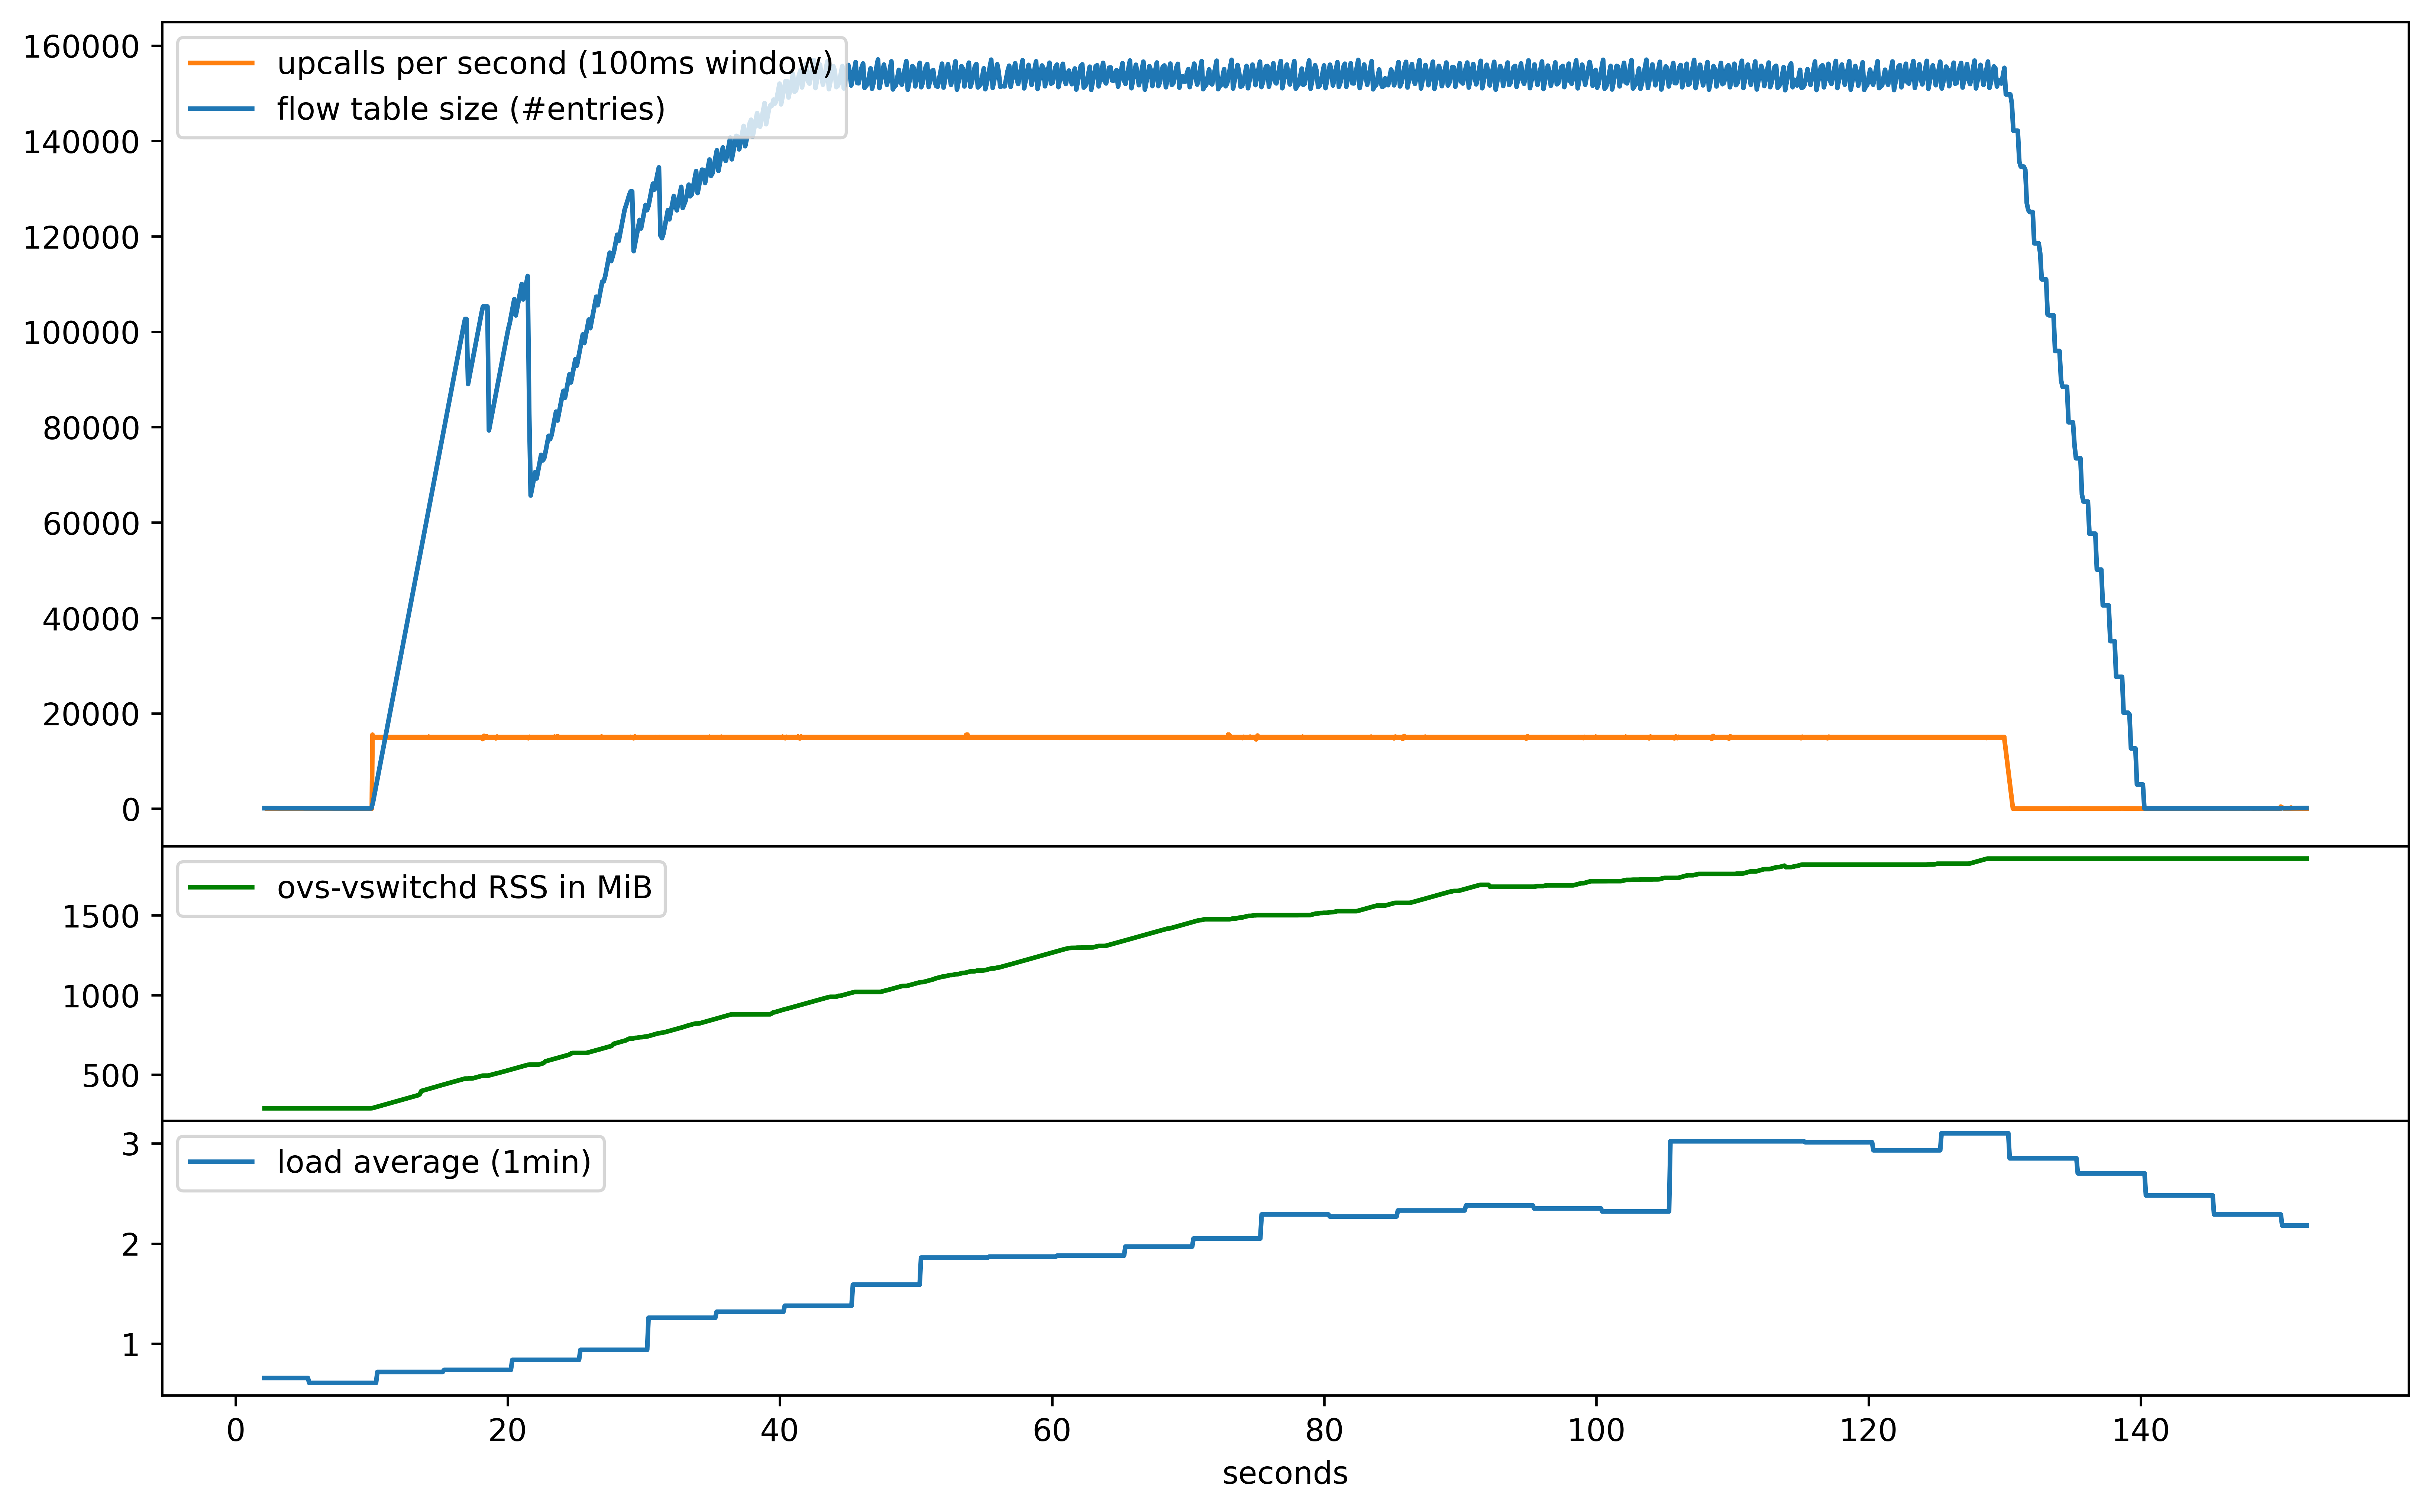 160000
140000
120000
100000
80000
60000
40000
20000
0
upcalls per second (100ms window)
flow table size (#entries)
1500
1000
500
ovs-vswitchd RSS in MiB
3
2
1
load average (1min)
0 20 40 60 80 100 120 140
seconds